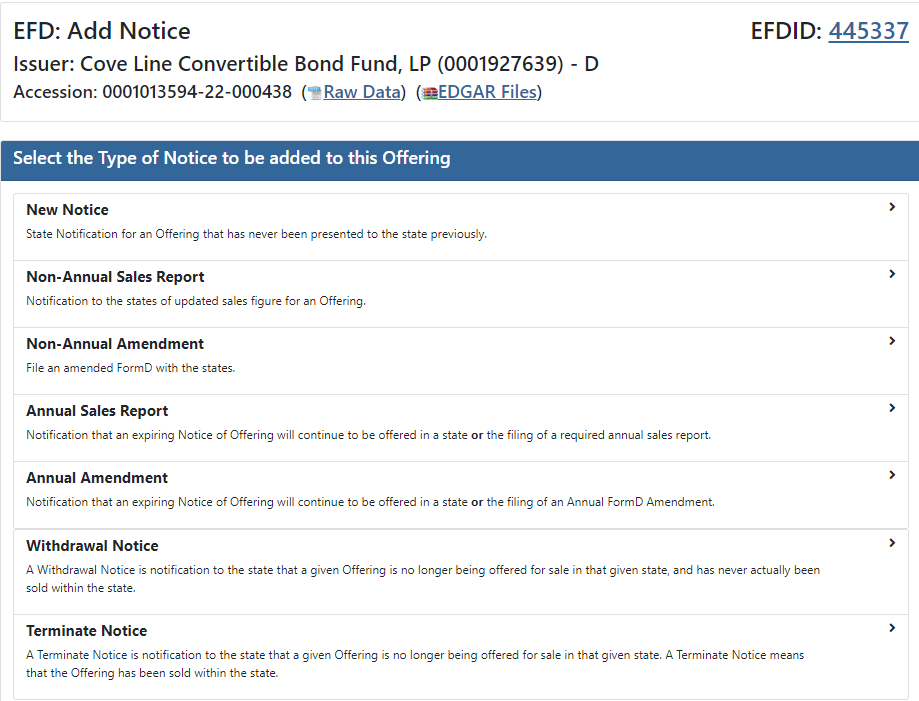 EFD: Add Notice
EFDID: 445337
Issuer: Cove Line Convertible Bond Fund, LP (0001927639) - D
Accession: 0001013594-22-000438 (Raw Data) (EDGAR Files)
Select the Type of Notice to be added to this Offering
New Notice
State Notification for an Offering that has never been presented to the state previously.
Non-Annual Sales Report
Notification to the states of updated sales figure for an Offering.
Non-Annual Amendment
File an amended FormD with the states.
Annual Sales Report
Notification that an expiring Notice of Offering will continue to be offered in a state or the filing of a required annual sales report.
Annual Amendment
Notification that an expiring Notice of Offering will continue to be offered in a state or the filing of an Annual FormD Amendment.
Withdrawal Notice
A Withdrawal Notice is notification to the state that a given Offering is no longer being offered for sale in that given state, and has never actually been
sold within the state.
Terminate Notice
A Terminate Notice is notification to the state that a given Offering is no longer being offered for sale in that given state. A Terminate Notice means
that the Offering has been sold within the state.